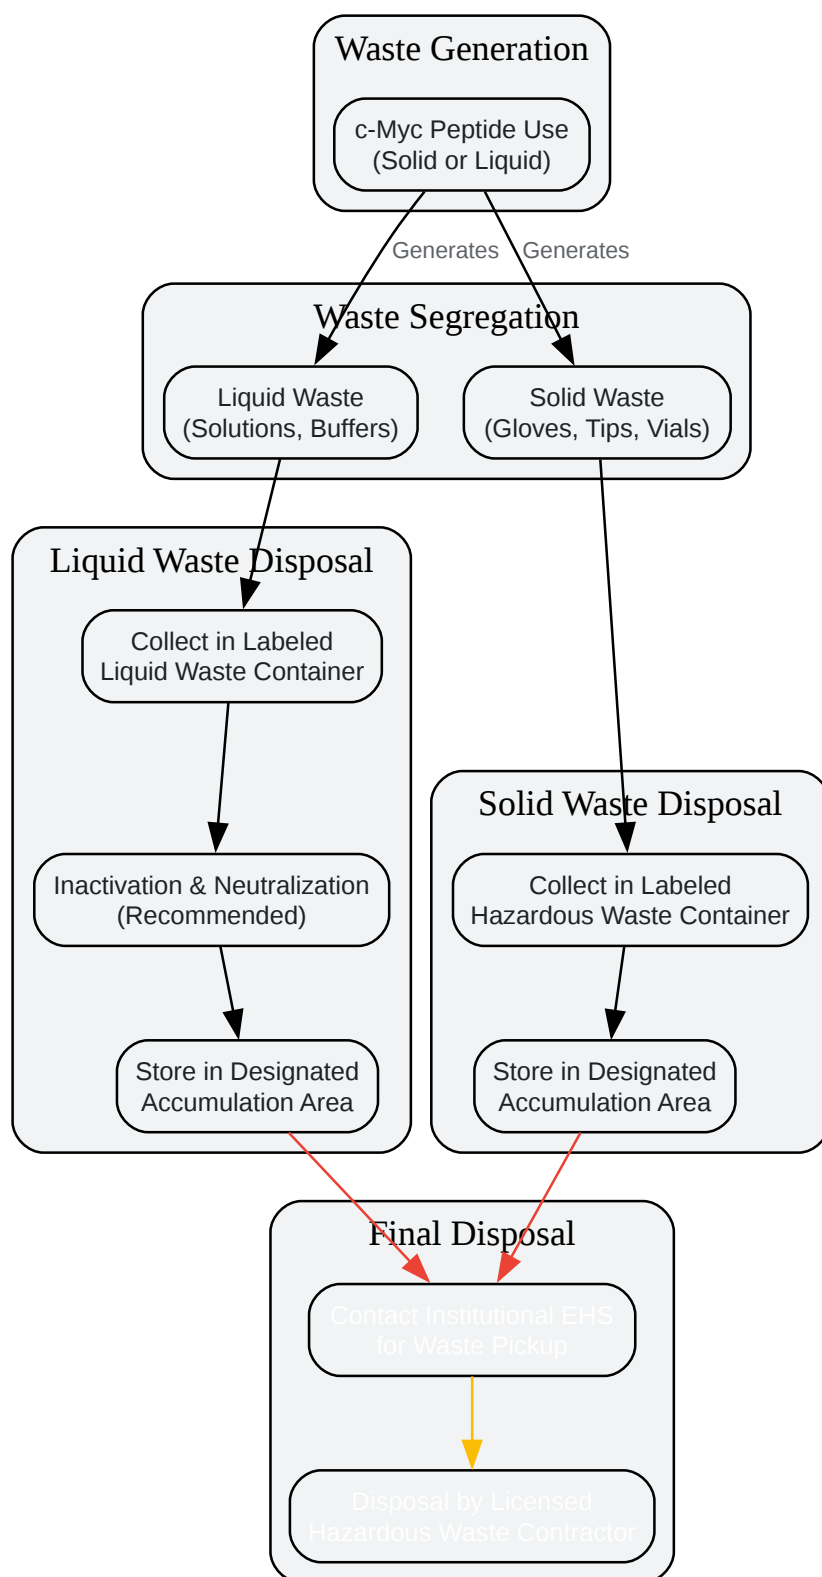 Waste Generation
c-Myc Peptide Use
(Solid or Liquid)
Generates
Generates
Waste Segregation
Liquid Waste
(Solutions, Buffers)
Solid Waste
(Gloves, Tips, Vials)
Liquid Waste Disposal
Collect in Labeled
Liquid Waste Container
Inactivation & Neutralization
(Recommended)
Store in Designated
Accumulation Area
Solid Waste Disposal
Collect in Labeled
Hazardous Waste Container
Store in Designated
Accumulation Area
Final Disposal
Contact Institutional EHS
for Waste Pickup
Disposal by Licensed
Hazardous Waste Contractor